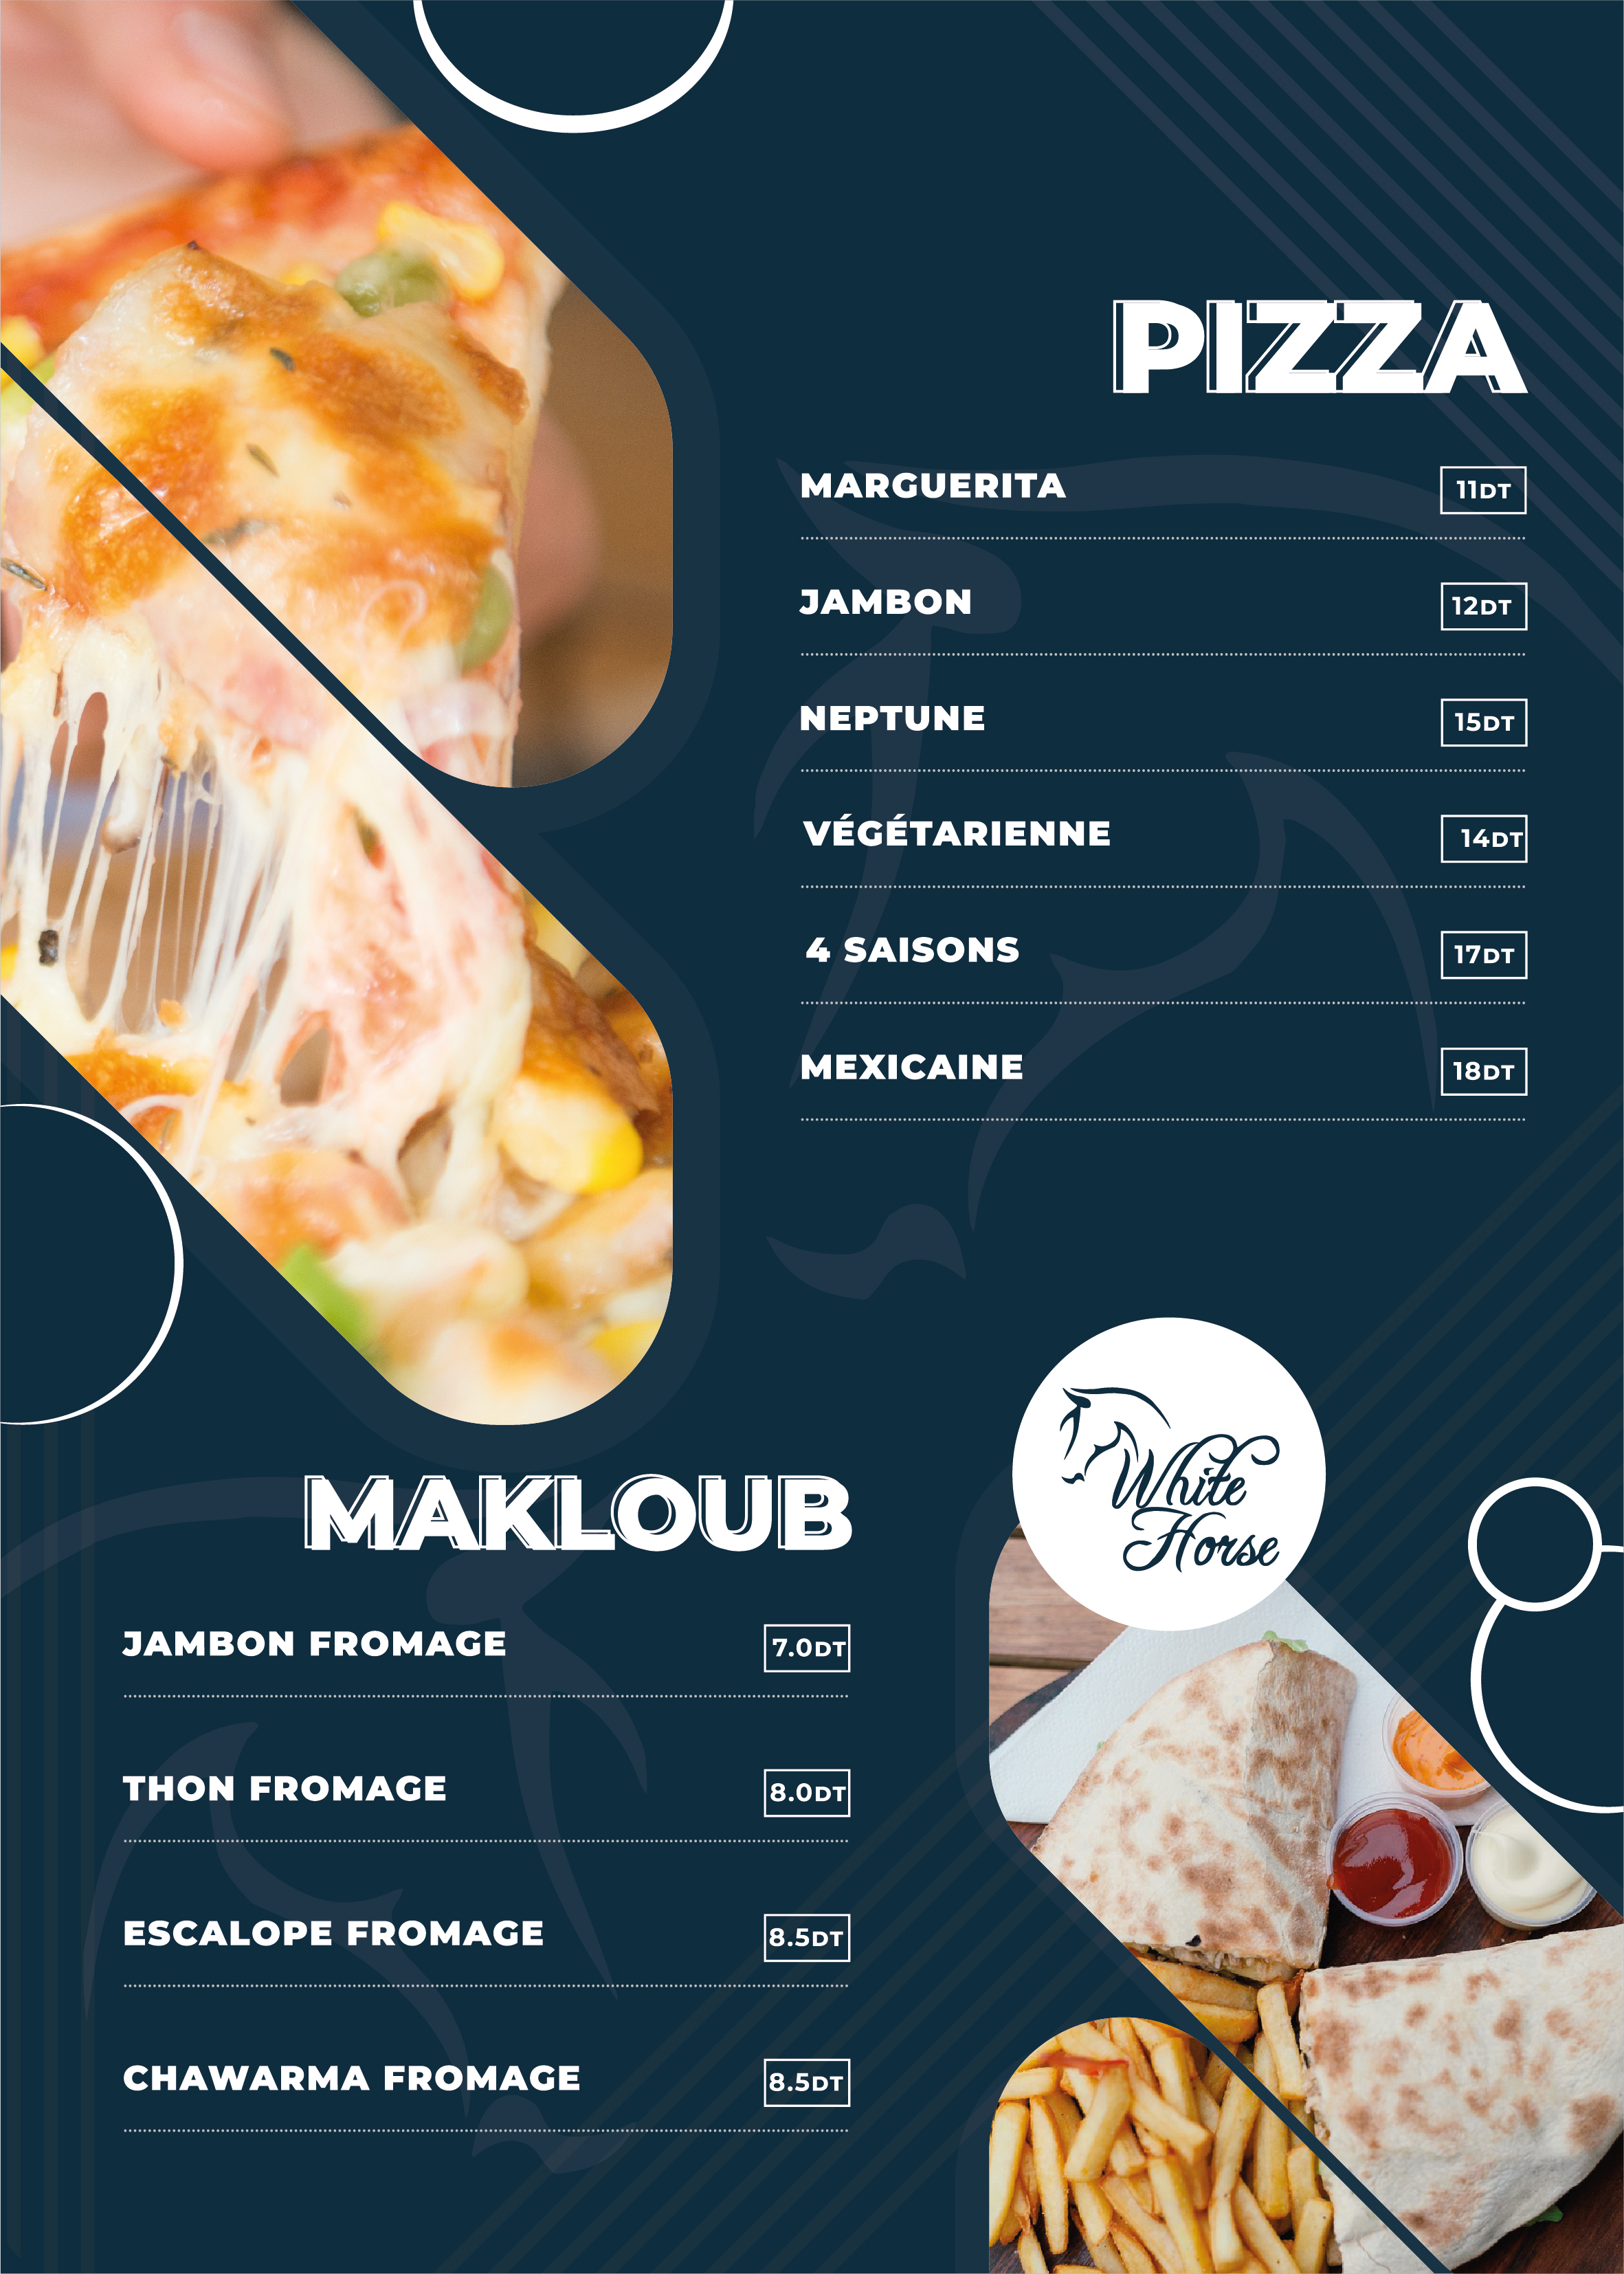 PIZZA
MARGUERITA 11DT
JAMBON 12DT
NEPTUNE 15DT
VÉGÉTARIENNE 14DT
4 SAISONS 17DT
MEXICAINE 18DT
White
Horse
MAKLOUB
JAMBON FROMAGE 7.0DT
THON FROMAGE 8.0DT
ESCALOPE FROMAGE 8.5DT
CHAWARMA FROMAGE 8.5DT